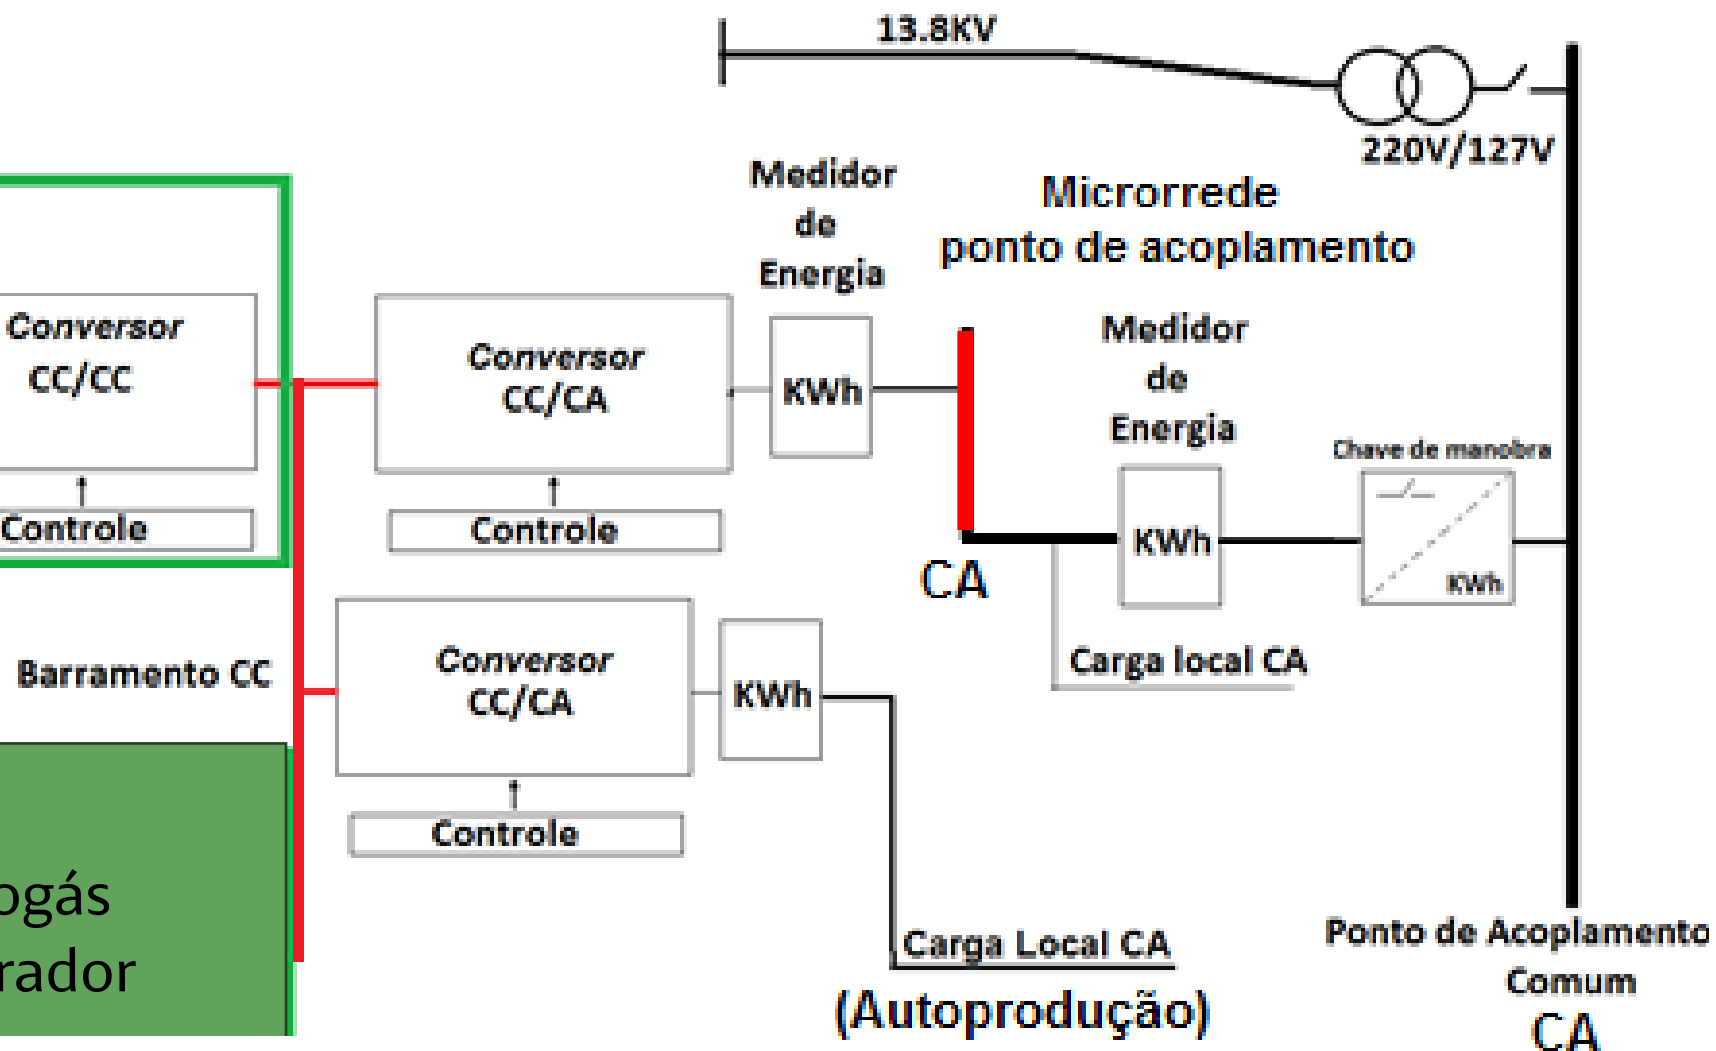 13.8KV
220V/127V
Medidor
de
Energia
Microrrede
ponto de acoplamento
Conversor
CC/CC
Conversor
CC/CA
KWh
Medidor
de
Energia
Chave de manobra
Controle
Controle
KWh
KWh
CA
Carga local CA
Barramento CC
Conversor
CC/CA
KWh
Controle
ogás
rador
Carga Local CA
(Autoprodução)
Ponto de Acoplamento
Comum
CA